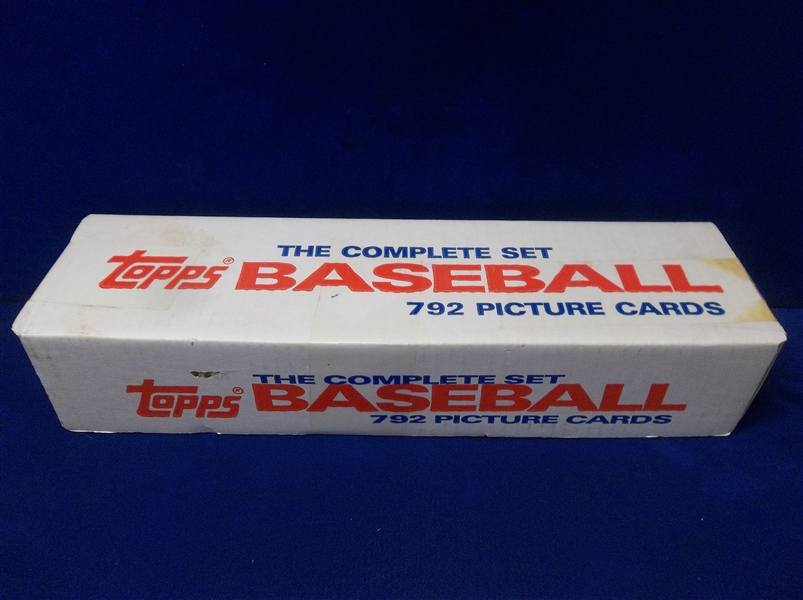 THE COMPLETE SET
Topps® BASEBALL
792 PICTURE CARDS
THE COMPLETE SET
Topps® BASEBALL
792 PICTURE CARDS